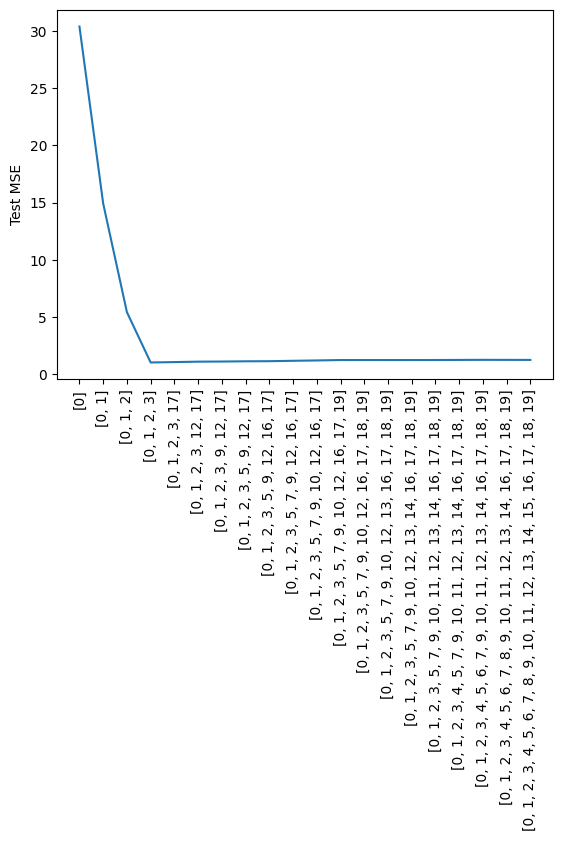 30
25
20
15
10
5
0
Test MSE
[0]
[0, 1]
[0, 1, 2]
[0, 1, 2, 3]
[0, 1, 2, 3, 17]
[0, 1, 2, 3, 12, 17]
[0, 1, 2, 3, 9, 12, 17]
[0, 1, 2, 3, 5, 9, 12, 17]
[0, 1, 2, 3, 5, 9, 12, 16, 17]
[0, 1, 2, 3, 5, 7, 9, 12, 16, 17]
[0, 1, 2, 3, 5, 7, 9, 10, 12, 16, 17]
[0, 1, 2, 3, 5, 7, 9, 10, 12, 16, 17, 19]
[0, 1, 2, 3, 5, 7, 9, 10, 12, 16, 17, 18, 19]
[0, 1, 2, 3, 5, 7, 9, 10, 12, 13, 16, 17, 18, 19]
[0, 1, 2, 3, 5, 7, 9, 10, 12, 13, 14, 16, 17, 18, 19]
[0, 1, 2, 3, 5, 7, 9, 10, 11, 12, 13, 14, 16, 17, 18, 19]
[0, 1, 2, 3, 4, 5, 7, 9, 10, 11, 12, 13, 14, 16, 17, 18, 19]
[0, 1, 2, 3, 4, 5, 6, 7, 9, 10, 11, 12, 13, 14, 16, 17, 18, 19]
[0, 1, 2, 3, 4, 5, 6, 7, 8, 9, 10, 11, 12, 13, 14, 16, 17, 18, 19]
[0, 1, 2, 3, 4, 5, 6, 7, 8, 9, 10, 11, 12, 13, 14, 15, 16, 17, 18, 19]